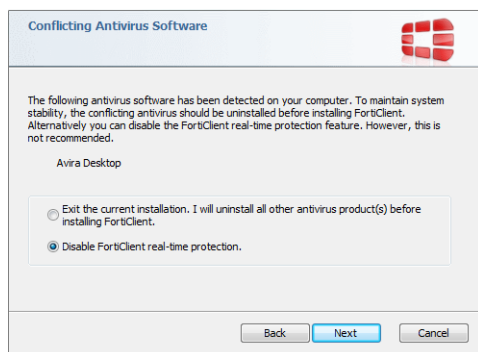 Conflicting Antivirus Software
The following antivirus software has been detected on your computer. To maintain system
stability, the conflicting antivirus should be uninstalled before installing FortiClient.
Alternatively you can disable the FortiClient real-time protection feature. However, this is
not recommended.
Avira Desktop
Exit the current installation. I will uninstall all other antivirus product(s) before
installing FortiClient.
Disable FortiClient real-time protection.
Back
Next
Cancel